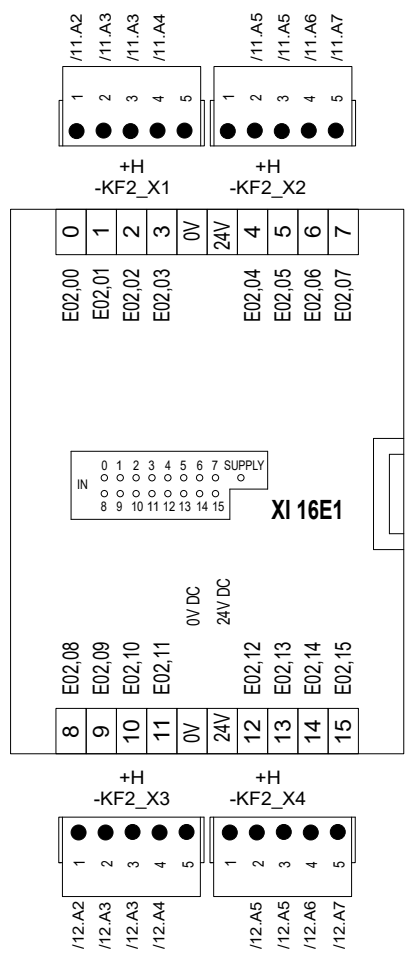 /11.A2 /11.A3 /11.A3 /11.A4 /11.A5 /11.A5 /11.A6 /11.A7
1 2 3 4 5 1 2 3 4 5
+H +H
-KF2_X1 -KF2_X2
0 1 2 3 0V 24V 4 5 6 7
E02,00 E02,01 E02,02 E02,03 E02,04 E02,05 E02,06 E02,07
0 1 2 3 4 5 6 7 SUPPLY
IN
8 9 10 11 12 13 14 15
XI 16E1
0V DC 24V DC
E02,08 E02,09 E02,10 E02,11 E02,12 E02,13 E02,14 E02,15
8 9 10 11 0V 24V 12 13 14 15
+H +H
-KF2_X3 -KF2_X4
1 2 3 4 5 1 2 3 4 5
/12.A2 /12.A3 /12.A3 /12.A4 /12.A5 /12.A5 /12.A6 /12.A7